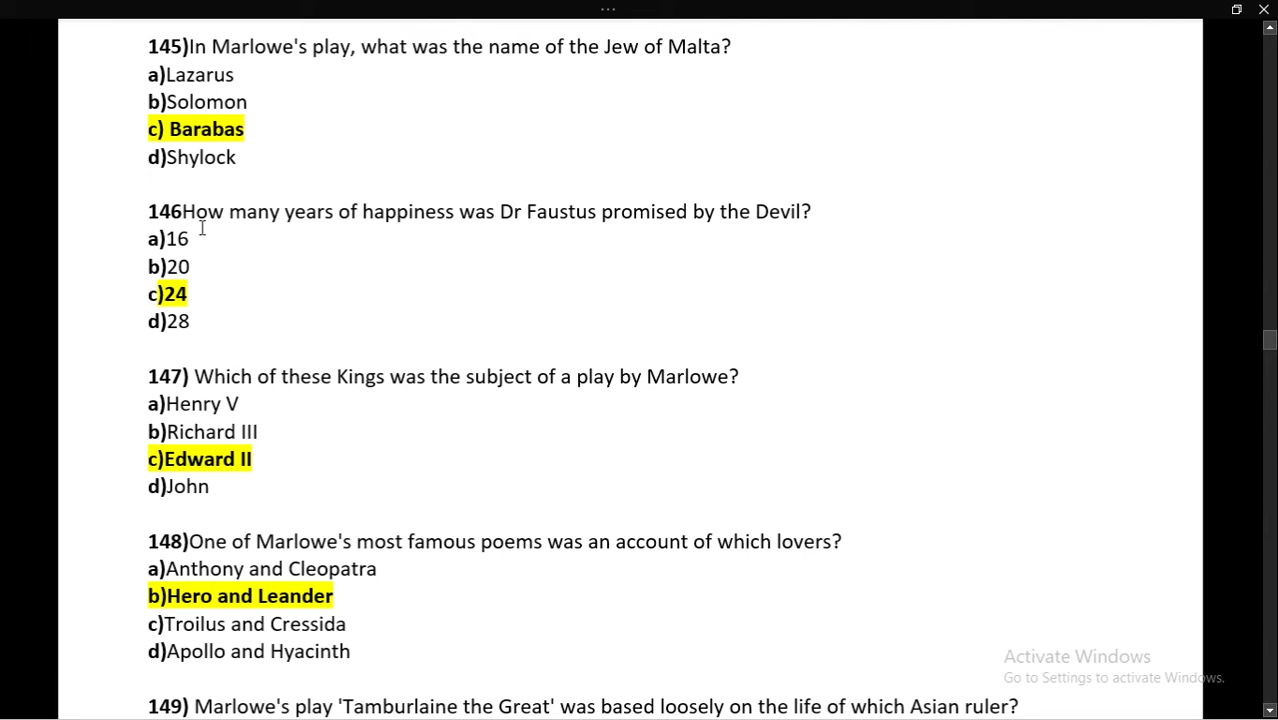 145)In Marlowe's play, what was the name of the Jew of Malta?
a)Lazarus
b)Solomon
c) Barabas
d)Shylock
146How many years of happiness was Dr Faustus promised by the Devil?
a)16
b)20
c)24
d)28
147) Which of these Kings was the subject of a play by Marlowe?
a)Henry V
b)Richard III
c)Edward II
d)John
148)One of Marlowe's most famous poems was an account of which lovers?
a)Anthony and Cleopatra
b)Hero and Leander
c)Troilus and Cressida
d)Apollo and Hyacinth
Activate Windows
Go to Settings to activate Windows.
149) Marlowe's play 'Tamburlaine the Great' was based loosely on the life of which Asian ruler?